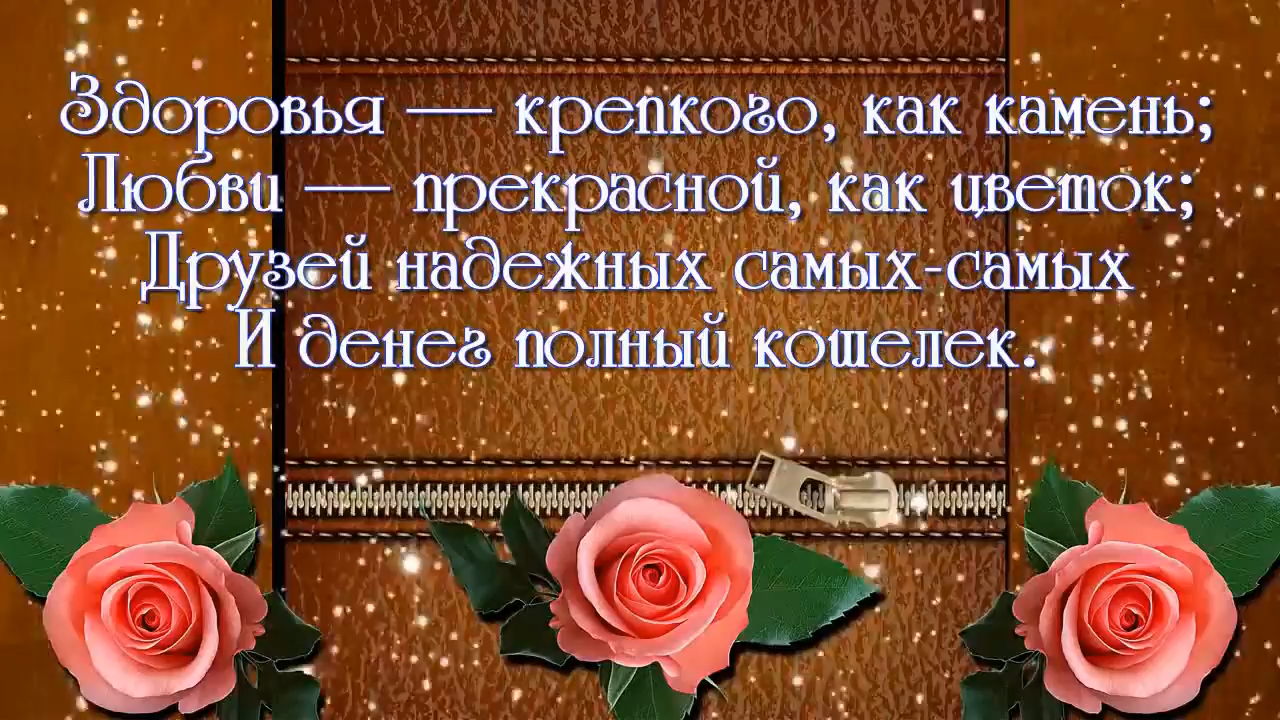 Здоровья — крепкого, как камень;
Любви — прекрасной, как цветок;
Друзей надежных самых-самых
И денег полный кошелек.